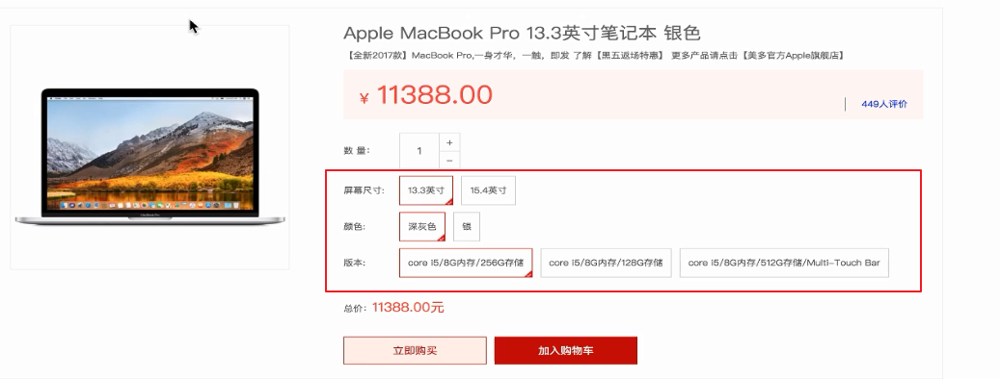 Apple MacBook Pro 13.3英寸笔记本 银色
【全新2017款】MacBook Pro,一身才华，一触，即发 了解【黑五返场特惠】 更多产品请点击【美多官方Apple旗舰店】
¥ 11388.00
449人评价
数 量： 1 + −
屏幕尺寸: 13.3英寸 15.4英寸
颜色: 深灰色 银
版本: core i5/8G内存/256G存储 core i5/8G内存/128G存储 core i5/8G内存/512G存储/Multi-Touch Bar
总价：11388.00元
立即购买 加入购物车
MacBook Pro